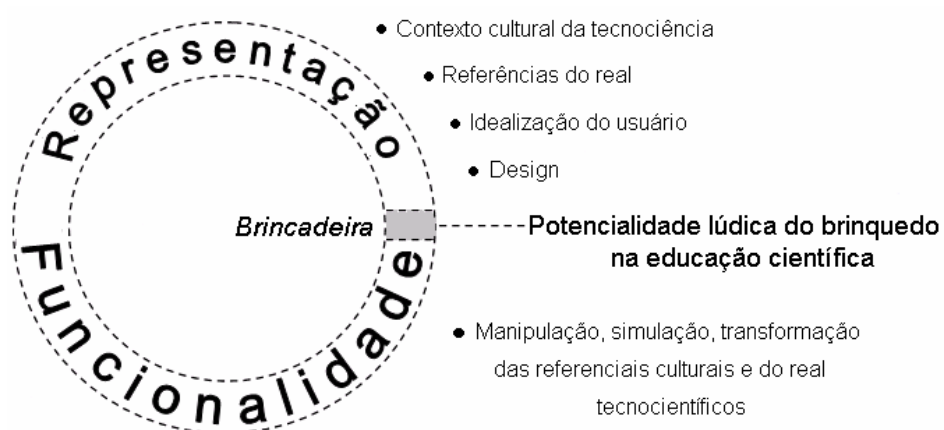 Representação
• Contexto cultural da tecnociência
• Referências do real
• Idealização do usuário
• Design
Brincadeira
Potencialidade lúdica do brinquedo
na educação científica
Funcionalidade
• Manipulação, simulação, transformação
das referenciais culturais e do real
tecnocientíficos